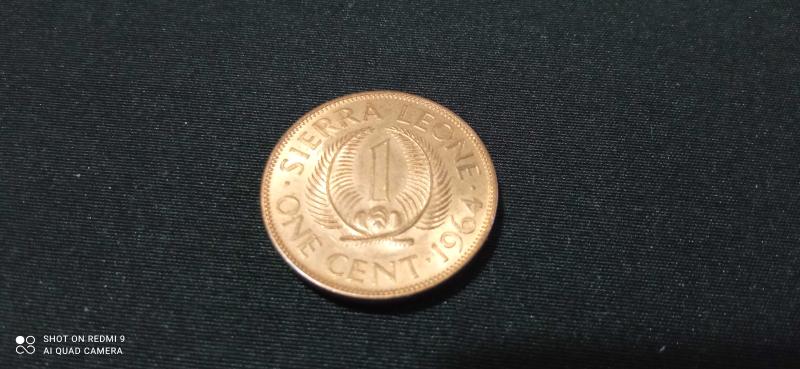 · SIERRA LEONE ·
1
ONE CENT · 1964
SHOT ON REDMI 9
AI QUAD CAMERA